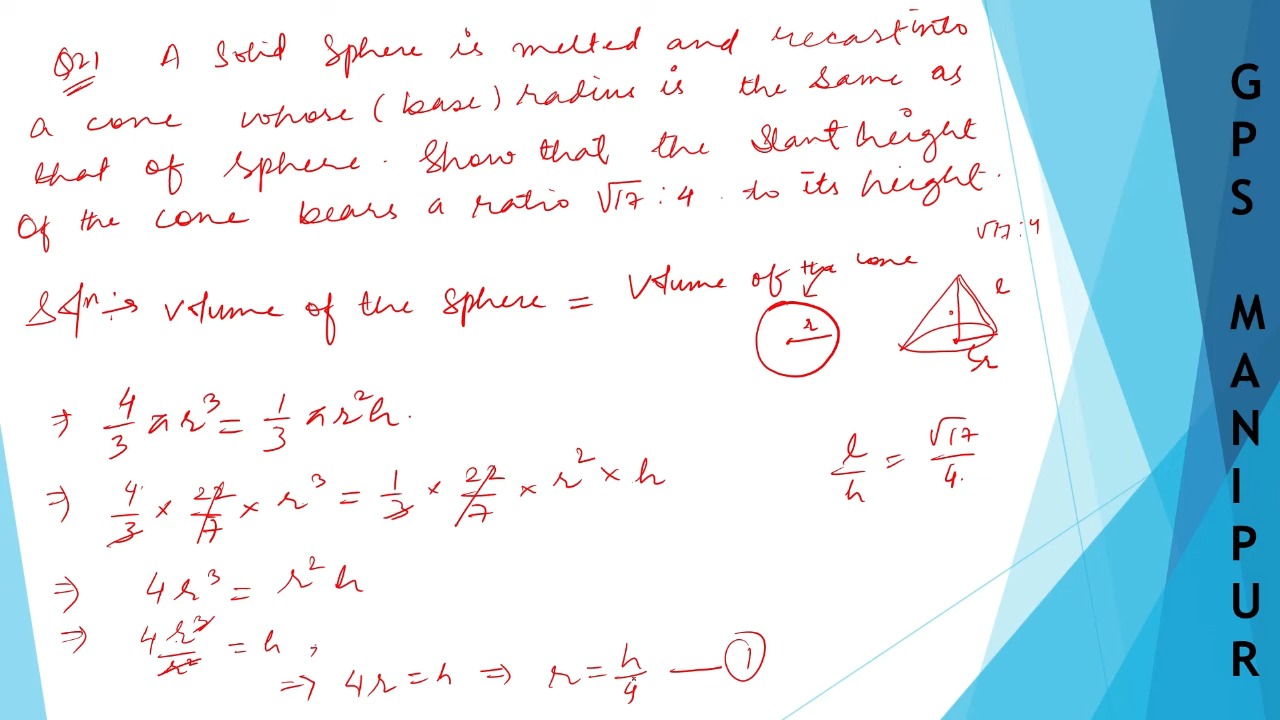 Q21 A solid sphere is melted and recast into
a cone whose (base) radius is the same as
that of sphere. Show that the slant height
Of the cone bears a ratio √17 : 4 to its height.
√17 : 4
Solⁿ:→ Volume of the sphere = Volume of the cone
r
l
r
⇒ 4/3 πr³ = 1/3 πr²h.
l/h = √17/4.
⇒ 4/3 × 22/7 × r³ = 1/3 × 22/7 × r² × h
⇒ 4r³ = r²h
⇒ 4r³/r² = h,
⇒ 4r = h ⇒ r = h/4 — ①
GPS MANIPUR